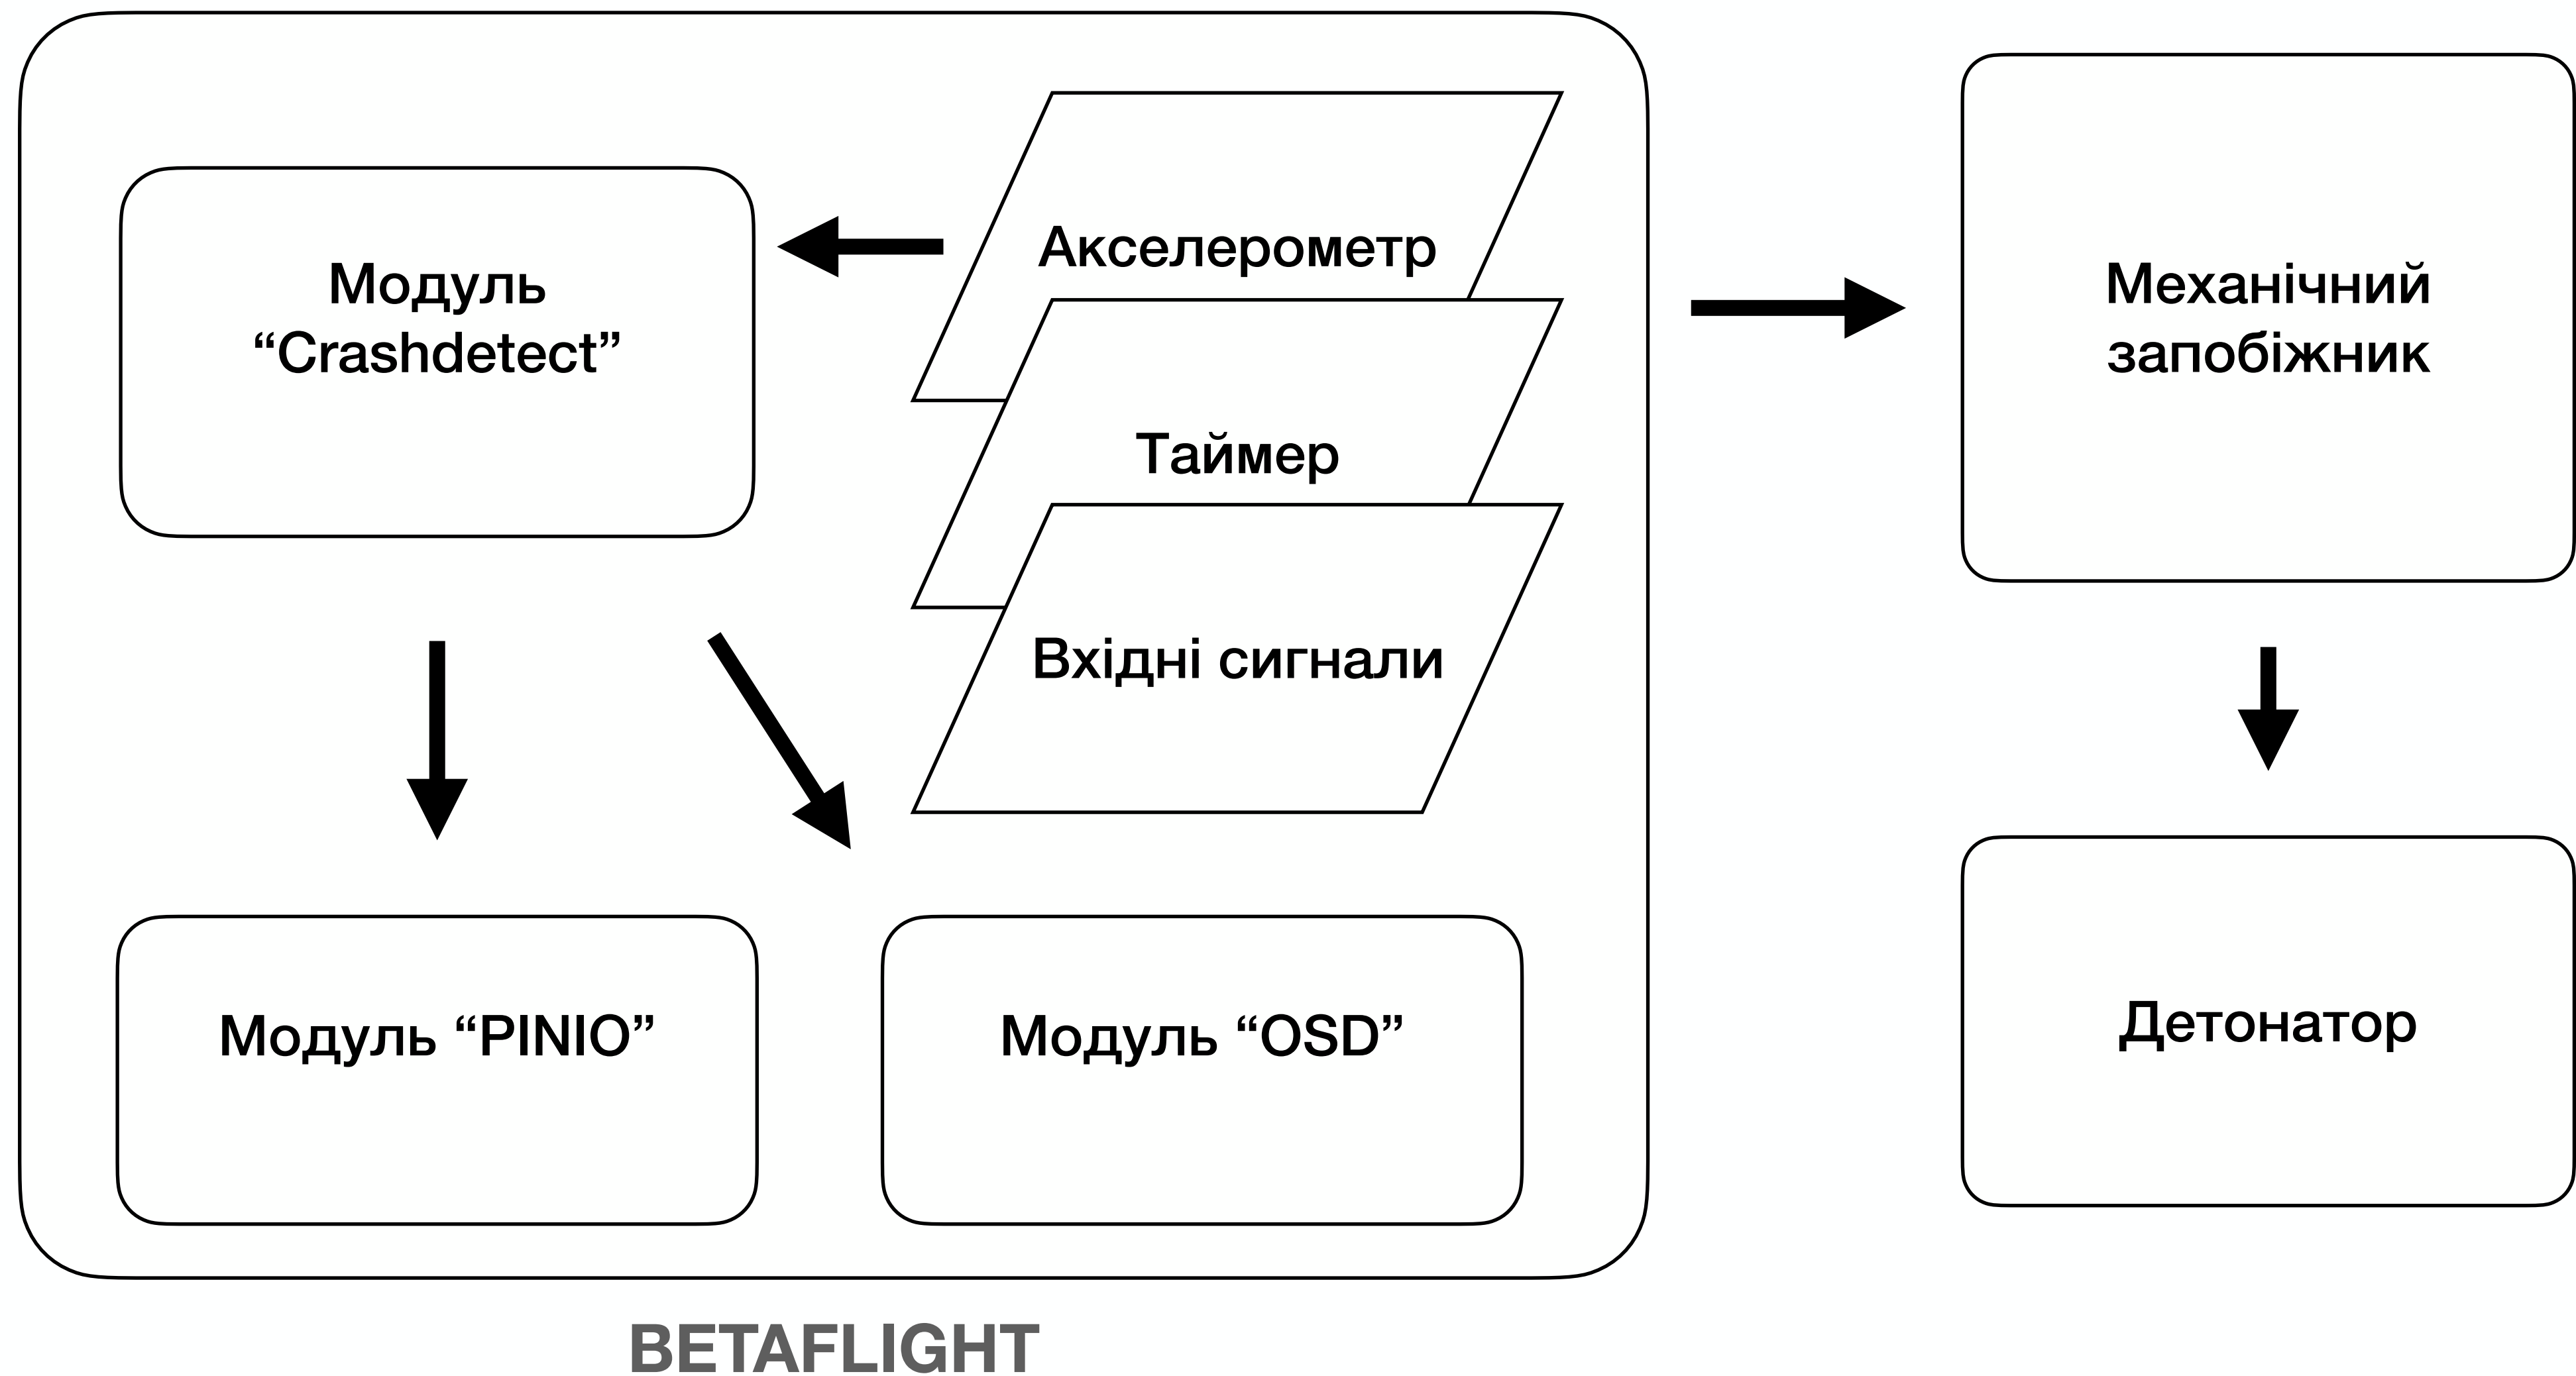 Модуль
“Crashdetect”
Акселерометр
Таймер
Вхідні сигнали
Модуль “PINIO”
Модуль “OSD”
Механічний
запобіжник
Детонатор
BETAFLIGHT